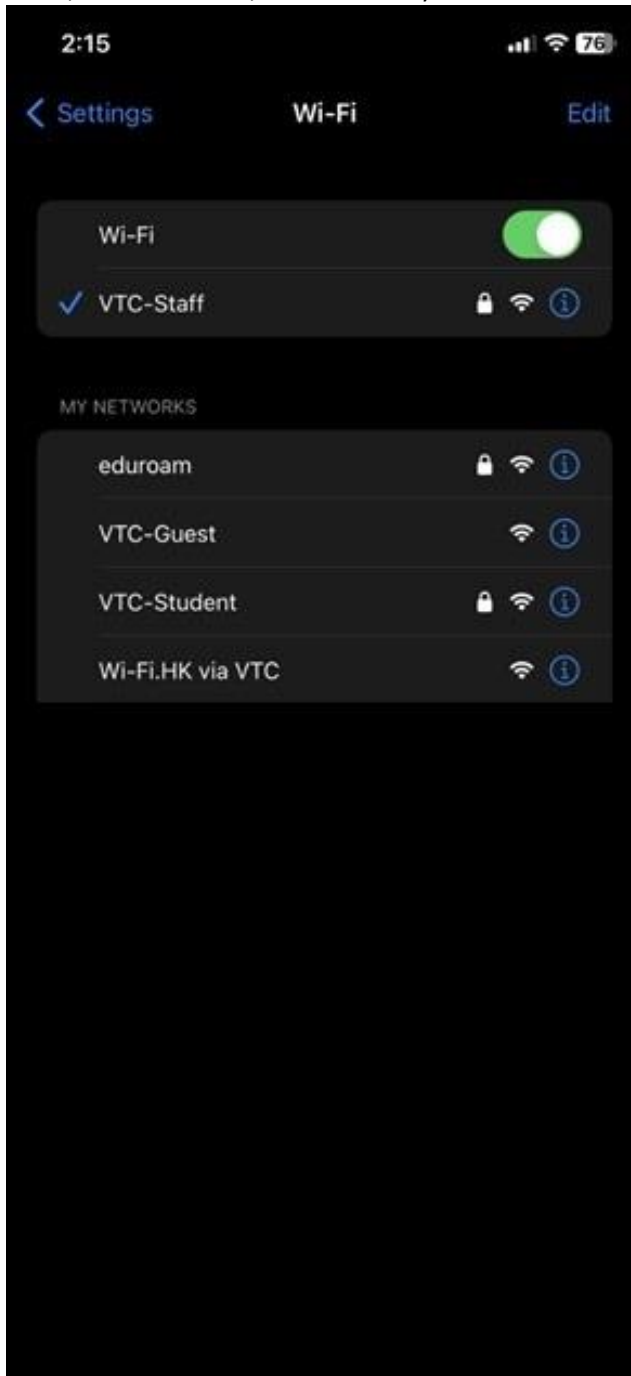 2:15 76
Settings Wi-Fi Edit
Wi-Fi
VTC-Staff
MY NETWORKS
eduroam
VTC-Guest
VTC-Student
Wi-Fi.HK via VTC